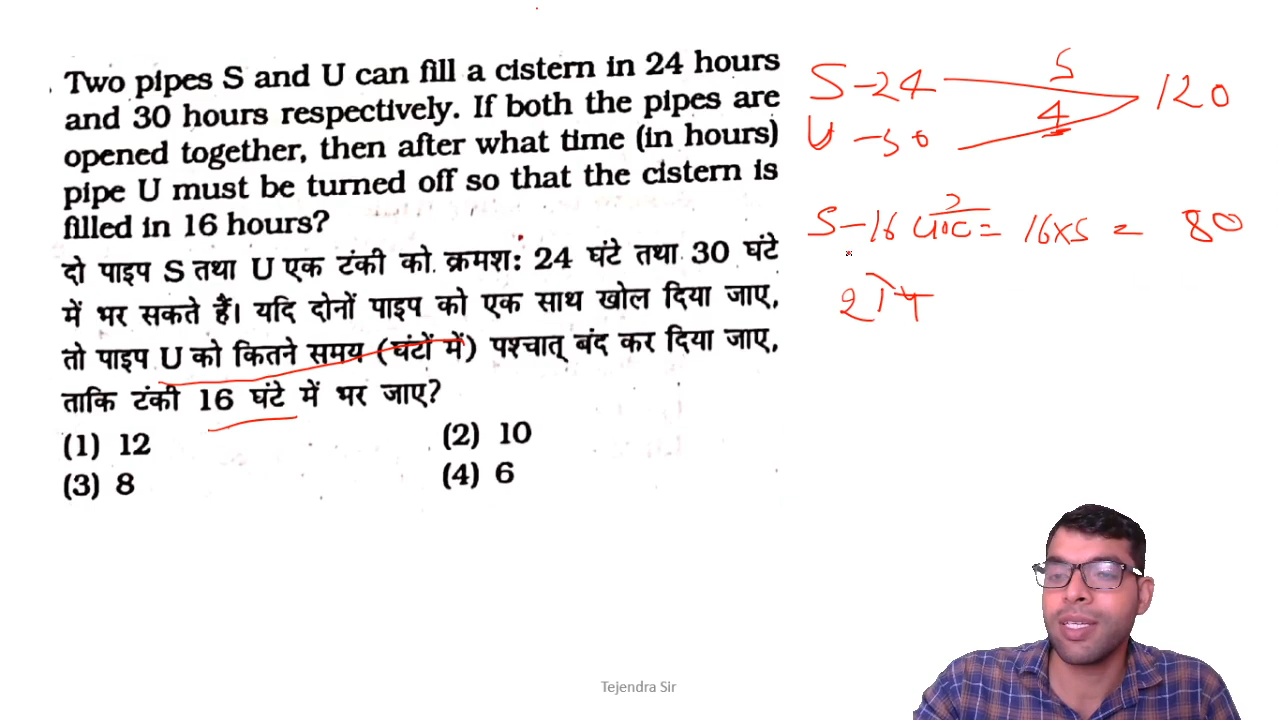 Two pipes S and U can fill a cistern in 24 hours
and 30 hours respectively. If both the pipes are
opened together, then after what time (in hours)
pipe U must be turned off so that the cistern is
filled in 16 hours?
दो पाइप S तथा U एक टंकी को क्रमश: 24 घंटे तथा 30 घंटे
में भर सकते हैं। यदि दोनों पाइप को एक साथ खोल दिया जाए,
तो पाइप U को कितने समय (घंटों में) पश्चात् बंद कर दिया जाए,
ताकि टंकी 16 घंटे में भर जाए?
(1) 12
(2) 10
(3) 8
(4) 6
S-24
5
120
U-30
4
S-16 घण्टे = 16×5 = 80
Tejendra Sir